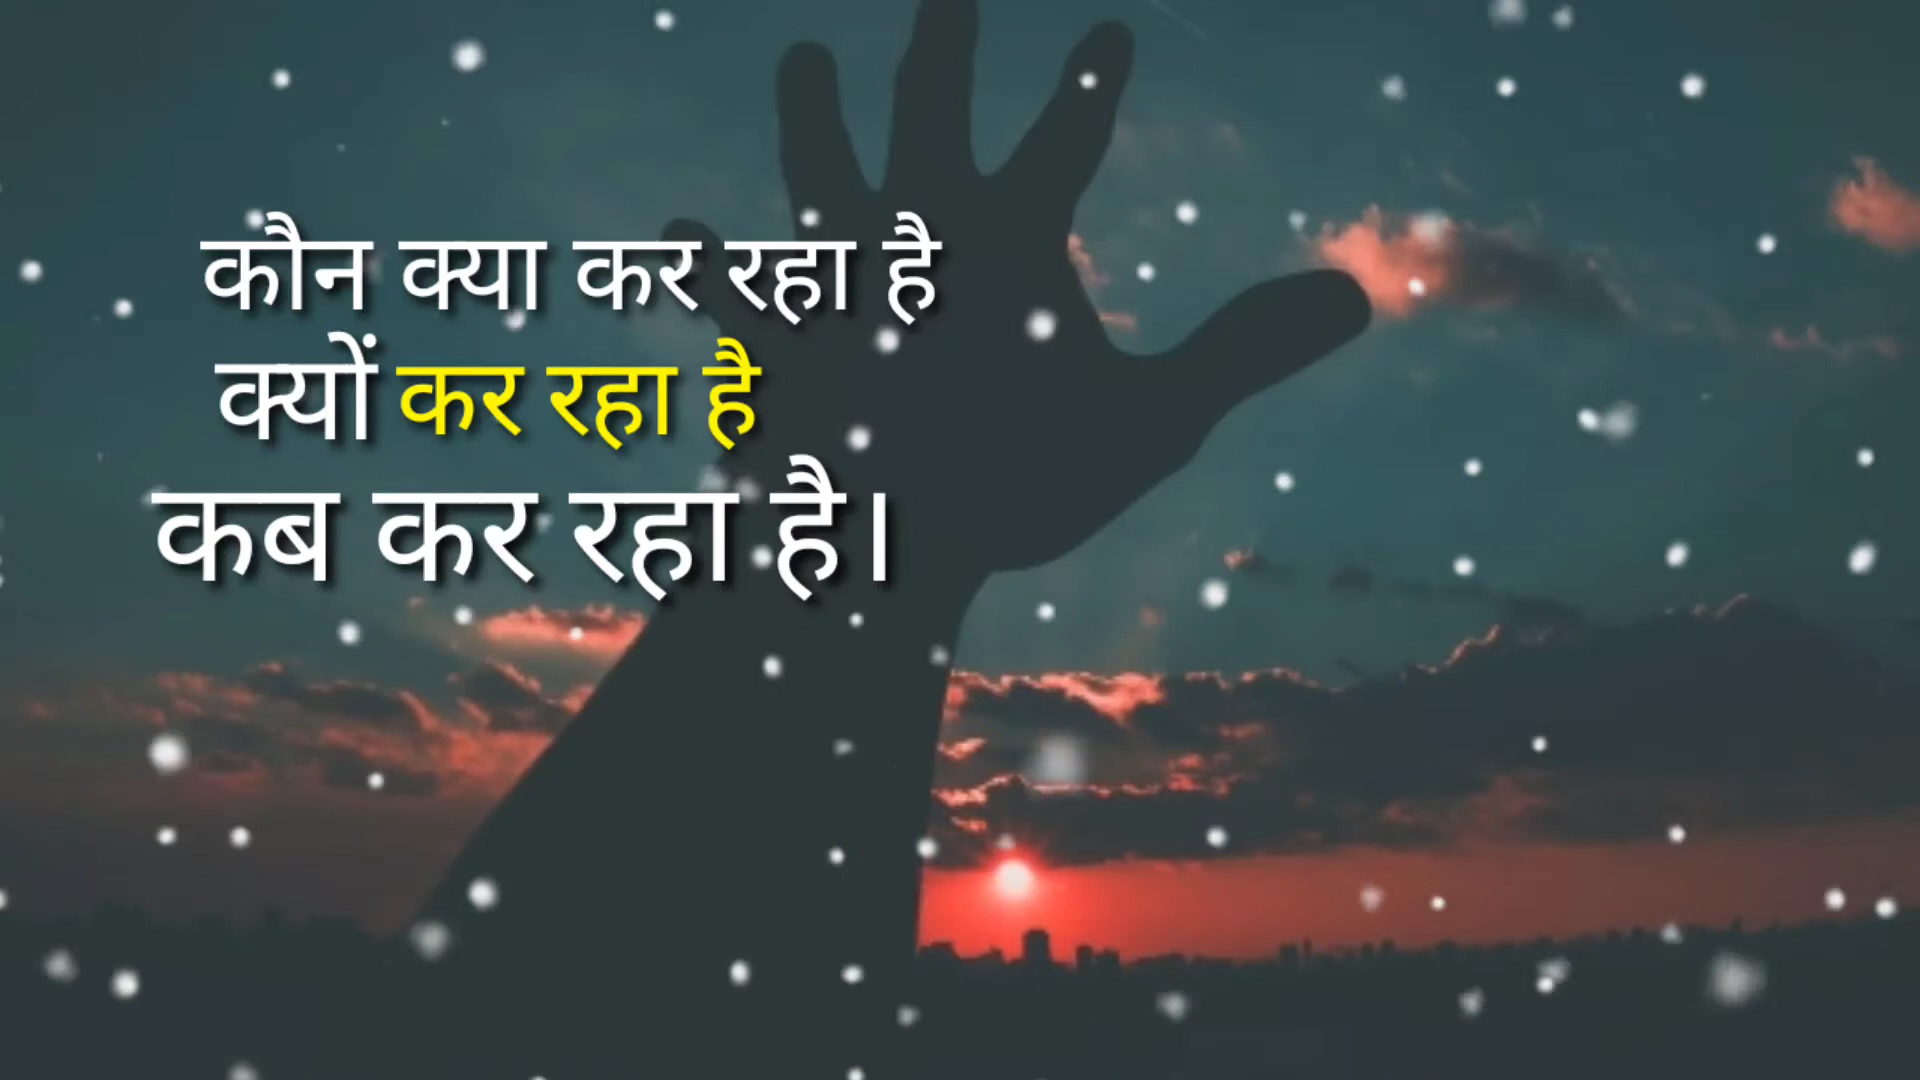 कौन क्या कर रहा है
क्यों कर रहा है
कब कर रहा है।